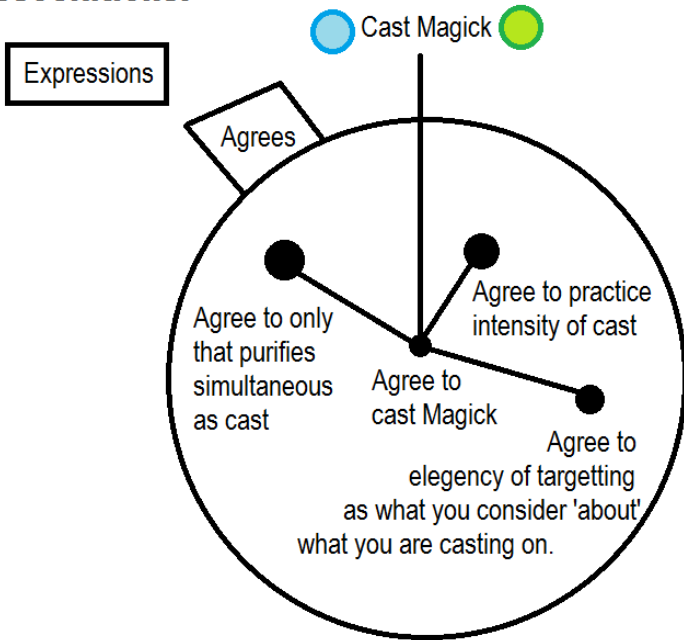 Cast Magick
Expressions
Agrees
Agree to practice
intensity of cast
Agree to only
that purifies
simultaneous
as cast
Agree to
cast Magick
Agree to
elegency of targetting
as what you consider 'about'
what you are casting on.